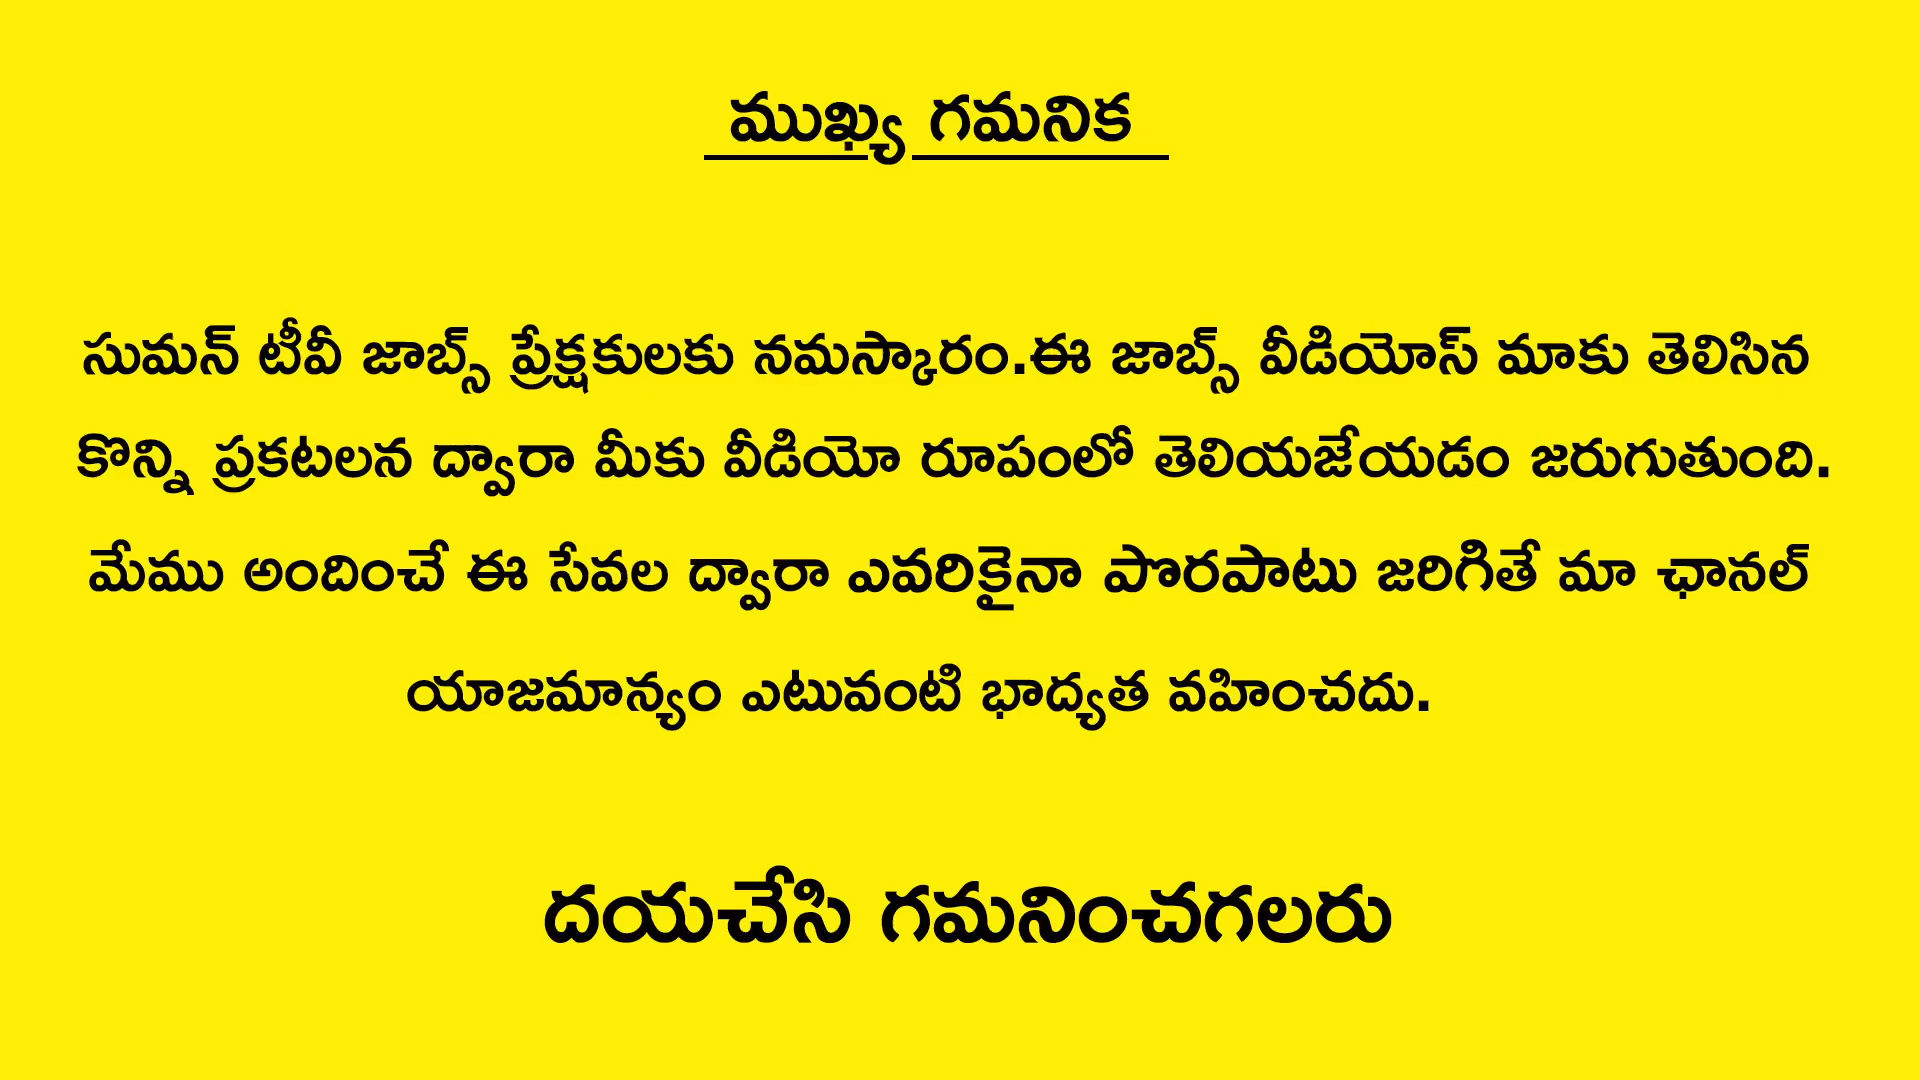 ముఖ్య గమనిక
సుమన్ టీవీ జాబ్స్ ప్రేక్షకులకు నమస్కారం.ఈ జాబ్స్ వీడియోస్ మాకు తెలిసిన
కొన్ని ప్రకటలన ద్వారా మీకు వీడియో రూపంలో తెలియజేయడం జరుగుతుంది.
మేము అందించే ఈ సేవల ద్వారా ఎవరికైనా పొరపాటు జరిగితే మా ఛానల్
యాజమాన్యం ఎటువంటి భాద్యత వహించదు.
దయచేసి గమనించగలరు